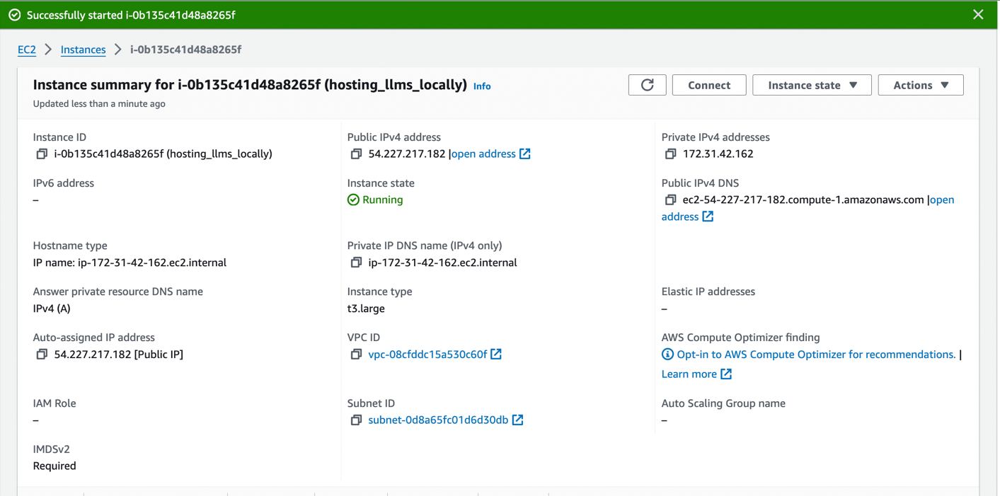 Successfully started i-0b135c41d48a8265f
EC2 > Instances > i-0b135c41d48a8265f
Instance summary for i-0b135c41d48a8265f (hosting_llms_locally) Info
Updated less than a minute ago
Connect
Instance state
Actions
Instance ID
i-0b135c41d48a8265f (hosting_llms_locally)
Public IPv4 address
54.227.217.182 |open address
Private IPv4 addresses
172.31.42.162
IPv6 address
–
Instance state
Running
Public IPv4 DNS
ec2-54-227-217-182.compute-1.amazonaws.com |open
address
Hostname type
IP name: ip-172-31-42-162.ec2.internal
Private IP DNS name (IPv4 only)
ip-172-31-42-162.ec2.internal
Answer private resource DNS name
IPv4 (A)
Instance type
t3.large
Elastic IP addresses
–
Auto-assigned IP address
54.227.217.182 [Public IP]
VPC ID
vpc-08cfddc15a530c60f
AWS Compute Optimizer finding
Opt-in to AWS Compute Optimizer for recommendations. |
Learn more
IAM Role
–
Subnet ID
subnet-0d8a65fc01d6d30db
Auto Scaling Group name
–
IMDSv2
Required